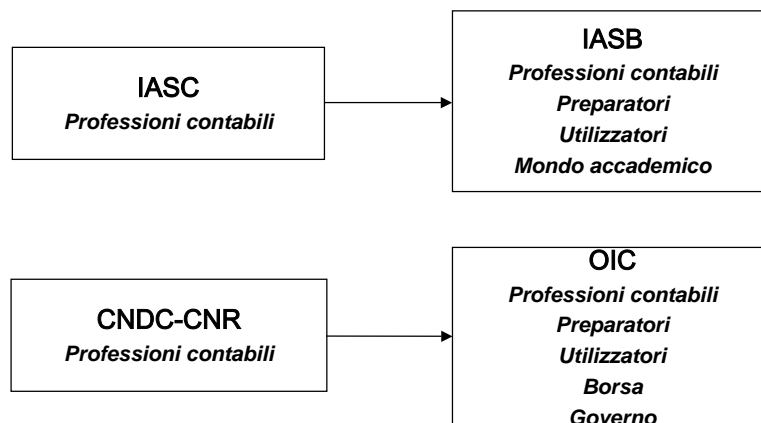 IASC
Professioni contabili
IASB
Professioni contabili
Preparatori
Utilizzatori
Mondo accademico
CNDC-CNR
Professioni contabili
OIC
Professioni contabili
Preparatori
Utilizzatori
Borsa
Governo